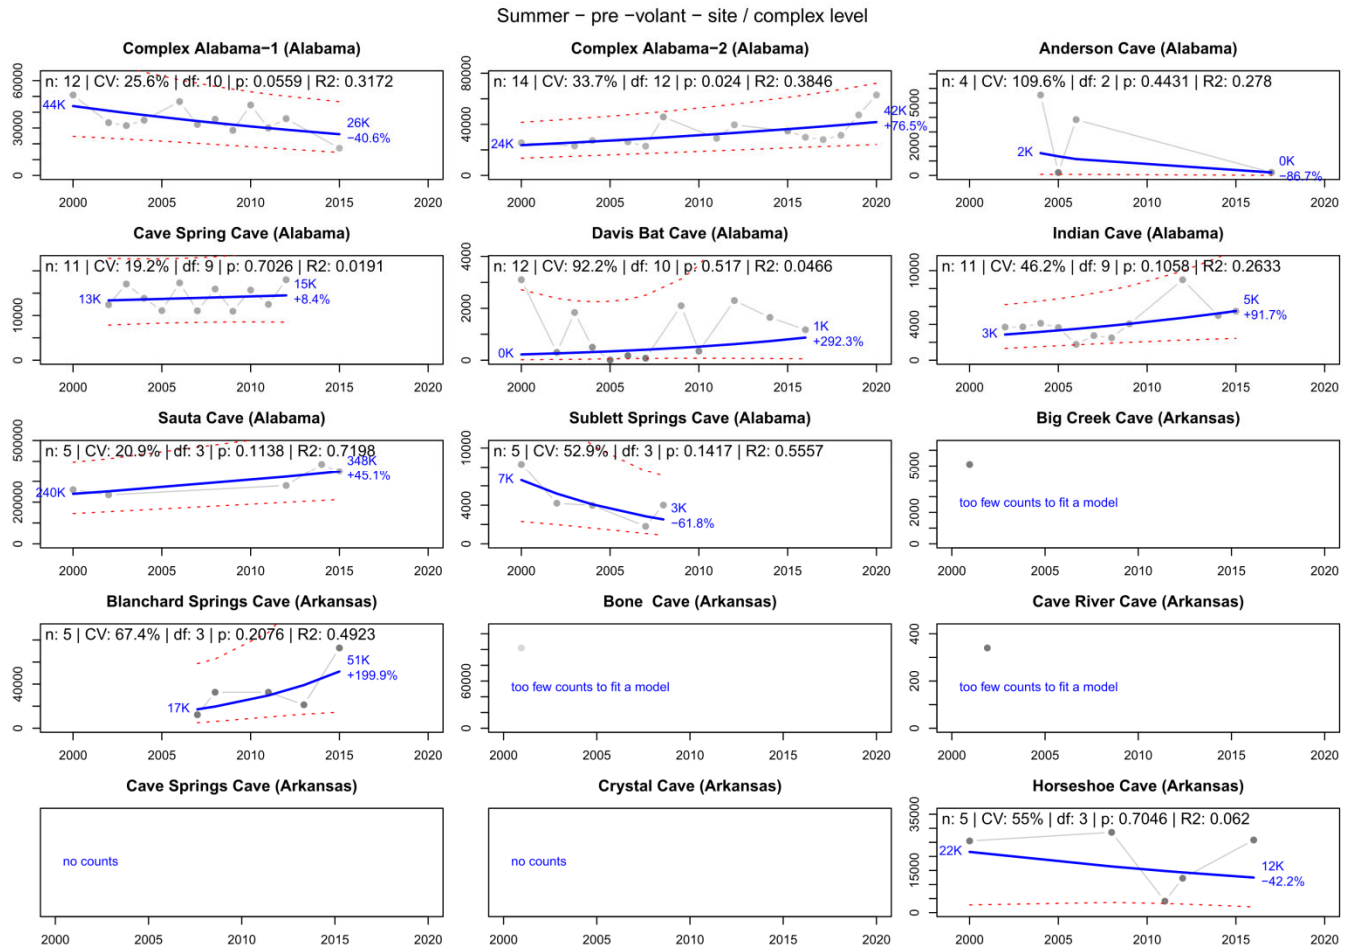 Summer − pre −volant − site / complex level
Complex Alabama−1 (Alabama)
n: 12 | CV: 25.6% | df: 10 | p: 0.0559 | R2: 0.3172
44K
26K
−40.6%
0 30000 60000
2000 2005 2010 2015 2020
Complex Alabama−2 (Alabama)
n: 14 | CV: 33.7% | df: 12 | p: 0.024 | R2: 0.3846
24K
42K
+76.5%
0 40000 80000
2000 2005 2010 2015 2020
Anderson Cave (Alabama)
n: 4 | CV: 109.6% | df: 2 | p: 0.4431 | R2: 0.278
2K
0K
−86.7%
0 2000
2000 2005 2010 2015 2020
Cave Spring Cave (Alabama)
n: 11 | CV: 19.2% | df: 9 | p: 0.7026 | R2: 0.0191
13K
15K
+8.4%
0 10000
2000 2005 2010 2015 2020
Davis Bat Cave (Alabama)
n: 12 | CV: 92.2% | df: 10 | p: 0.517 | R2: 0.0466
0K
1K
+292.3%
0 2000 4000
2000 2005 2010 2015 2020
Indian Cave (Alabama)
n: 11 | CV: 46.2% | df: 9 | p: 0.1058 | R2: 0.2633
3K
5K
+91.7%
0 4000 10000
2000 2005 2010 2015 2020
Sauta Cave (Alabama)
n: 5 | CV: 20.9% | df: 3 | p: 0.1138 | R2: 0.7198
240K
348K
+45.1%
0 200000 500000
2000 2005 2010 2015 2020
Sublett Springs Cave (Alabama)
n: 5 | CV: 52.9% | df: 3 | p: 0.1417 | R2: 0.5557
7K
3K
−61.8%
0 4000 10000
2000 2005 2010 2015 2020
Big Creek Cave (Arkansas)
too few counts to fit a model
0 2000 5000
2000 2005 2010 2015 2020
Blanchard Springs Cave (Arkansas)
n: 5 | CV: 67.4% | df: 3 | p: 0.2076 | R2: 0.4923
17K
51K
+199.9%
0 40000
2000 2005 2010 2015 2020
Bone  Cave (Arkansas)
too few counts to fit a model
0 60000
2000 2005 2010 2015 2020
Cave River Cave (Arkansas)
too few counts to fit a model
0 200 400
2000 2005 2010 2015 2020
Cave Springs Cave (Arkansas)
no counts
2000 2005 2010 2015 2020
Crystal Cave (Arkansas)
no counts
2000 2005 2010 2015 2020
Horseshoe Cave (Arkansas)
n: 5 | CV: 55% | df: 3 | p: 0.7046 | R2: 0.062
22K
12K
−42.2%
0 15000 35000
2000 2005 2010 2015 2020